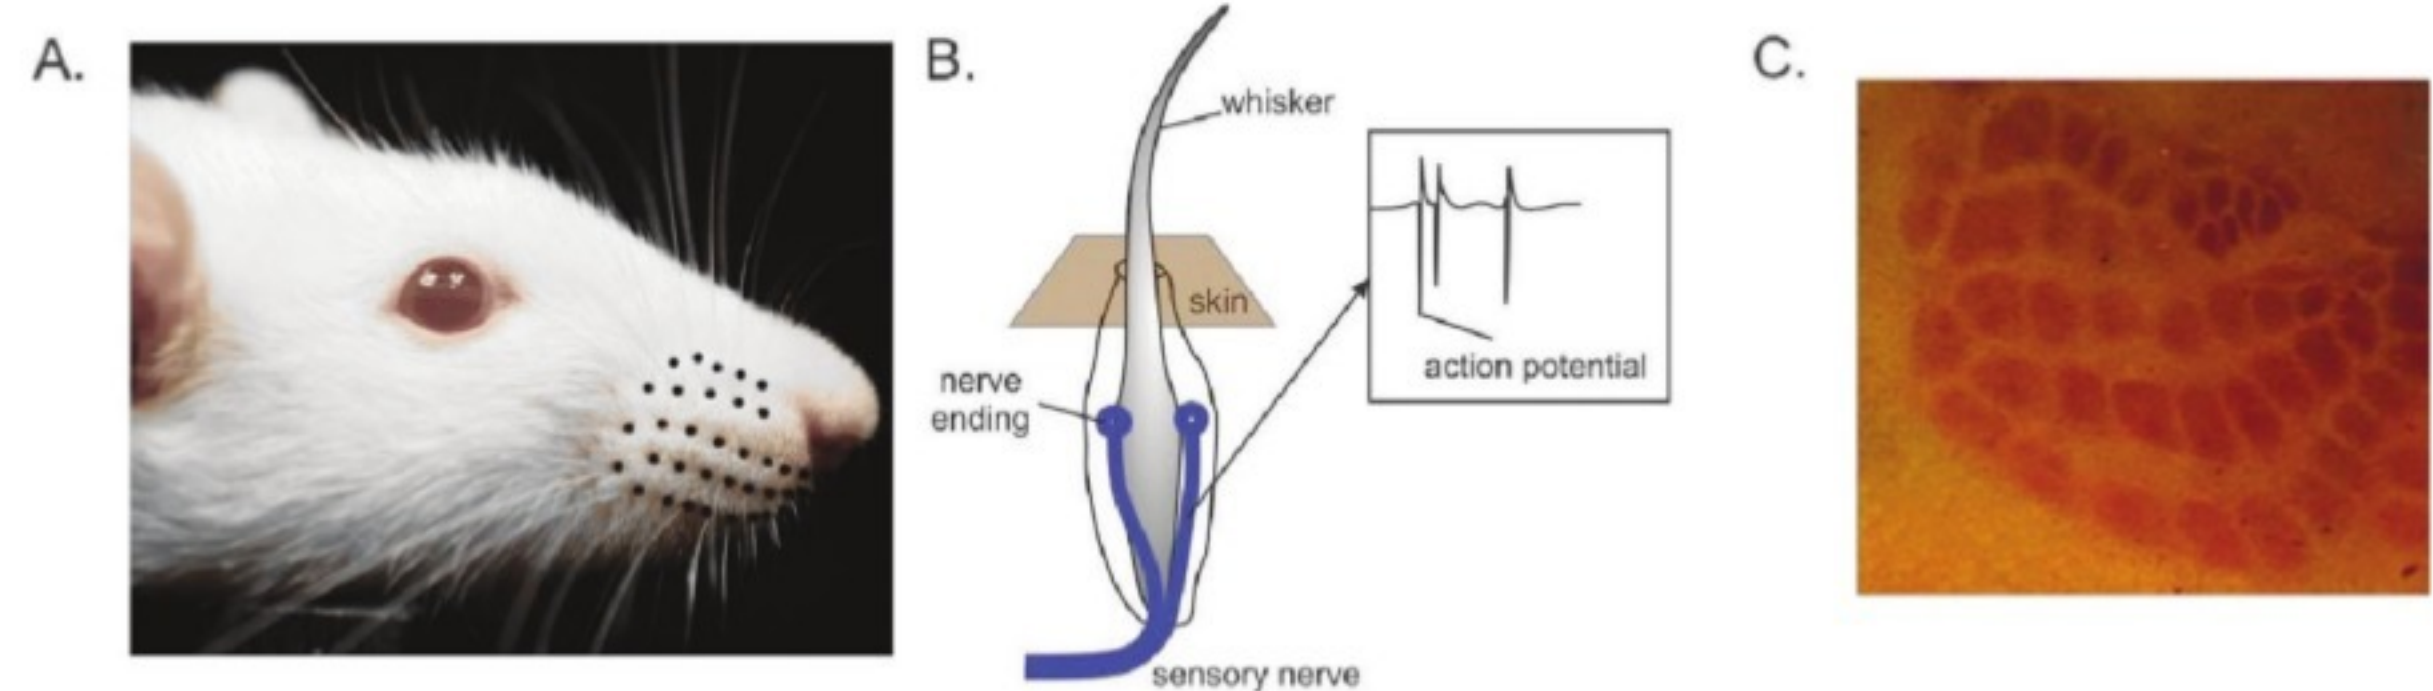 A.
B.
C.
whisker
skin
nerve
ending
action potential
sensory nerve